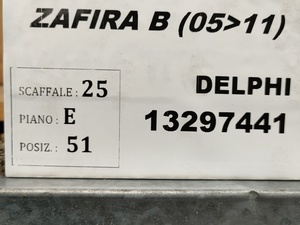 ZAFIRA B (05>11)
SCAFFALE : 25
PIANO : E
POSIZ. : 51
DELPHI
13297441